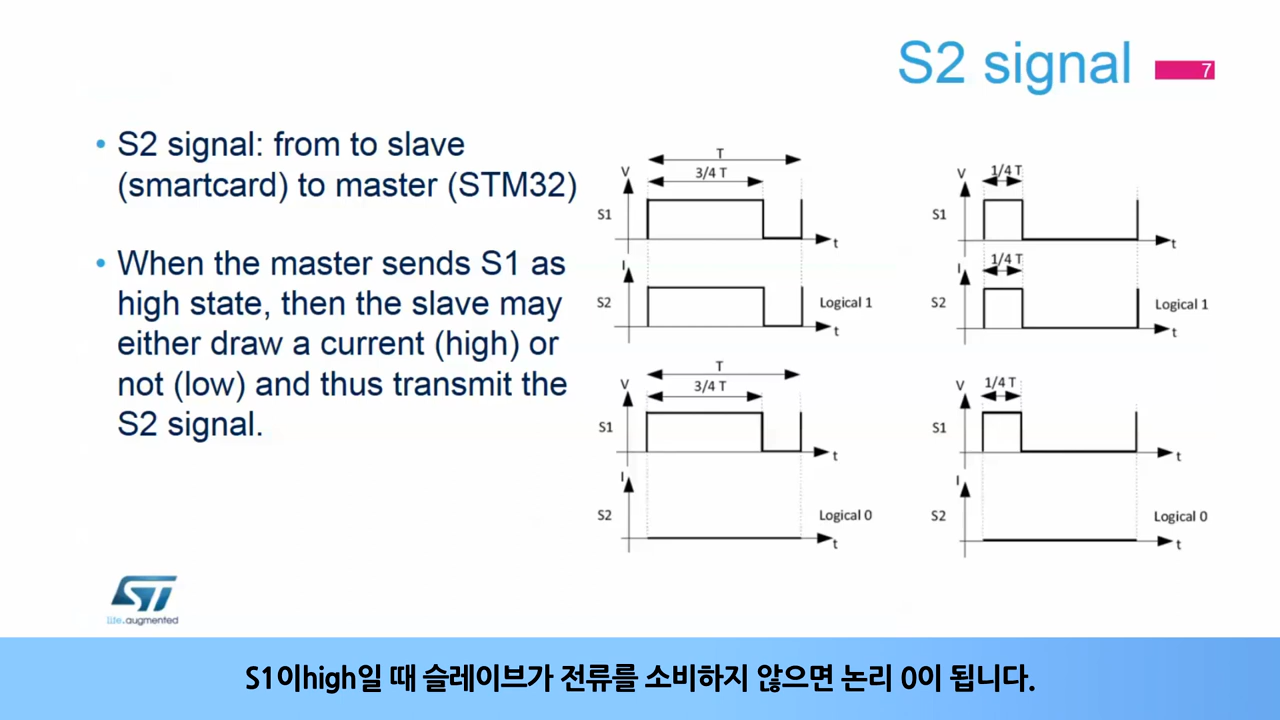 S2 signal
7
• S2 signal: from to slave
(smartcard) to master (STM32)
• When the master sends S1 as
high state, then the slave may
either draw a current (high) or
not (low) and thus transmit the
S2 signal.
T
3/4 T
V
S1
t
I
S2
Logical 1
t
1/4 T
V
S1
t
1/4 T
I
S2
Logical 1
t
T
3/4 T
V
S1
t
I
S2
Logical 0
t
1/4 T
V
S1
t
I
S2
Logical 0
t
ST
life.augmented
S1이high일 때 슬레이브가 전류를 소비하지 않으면 논리 0이 됩니다.